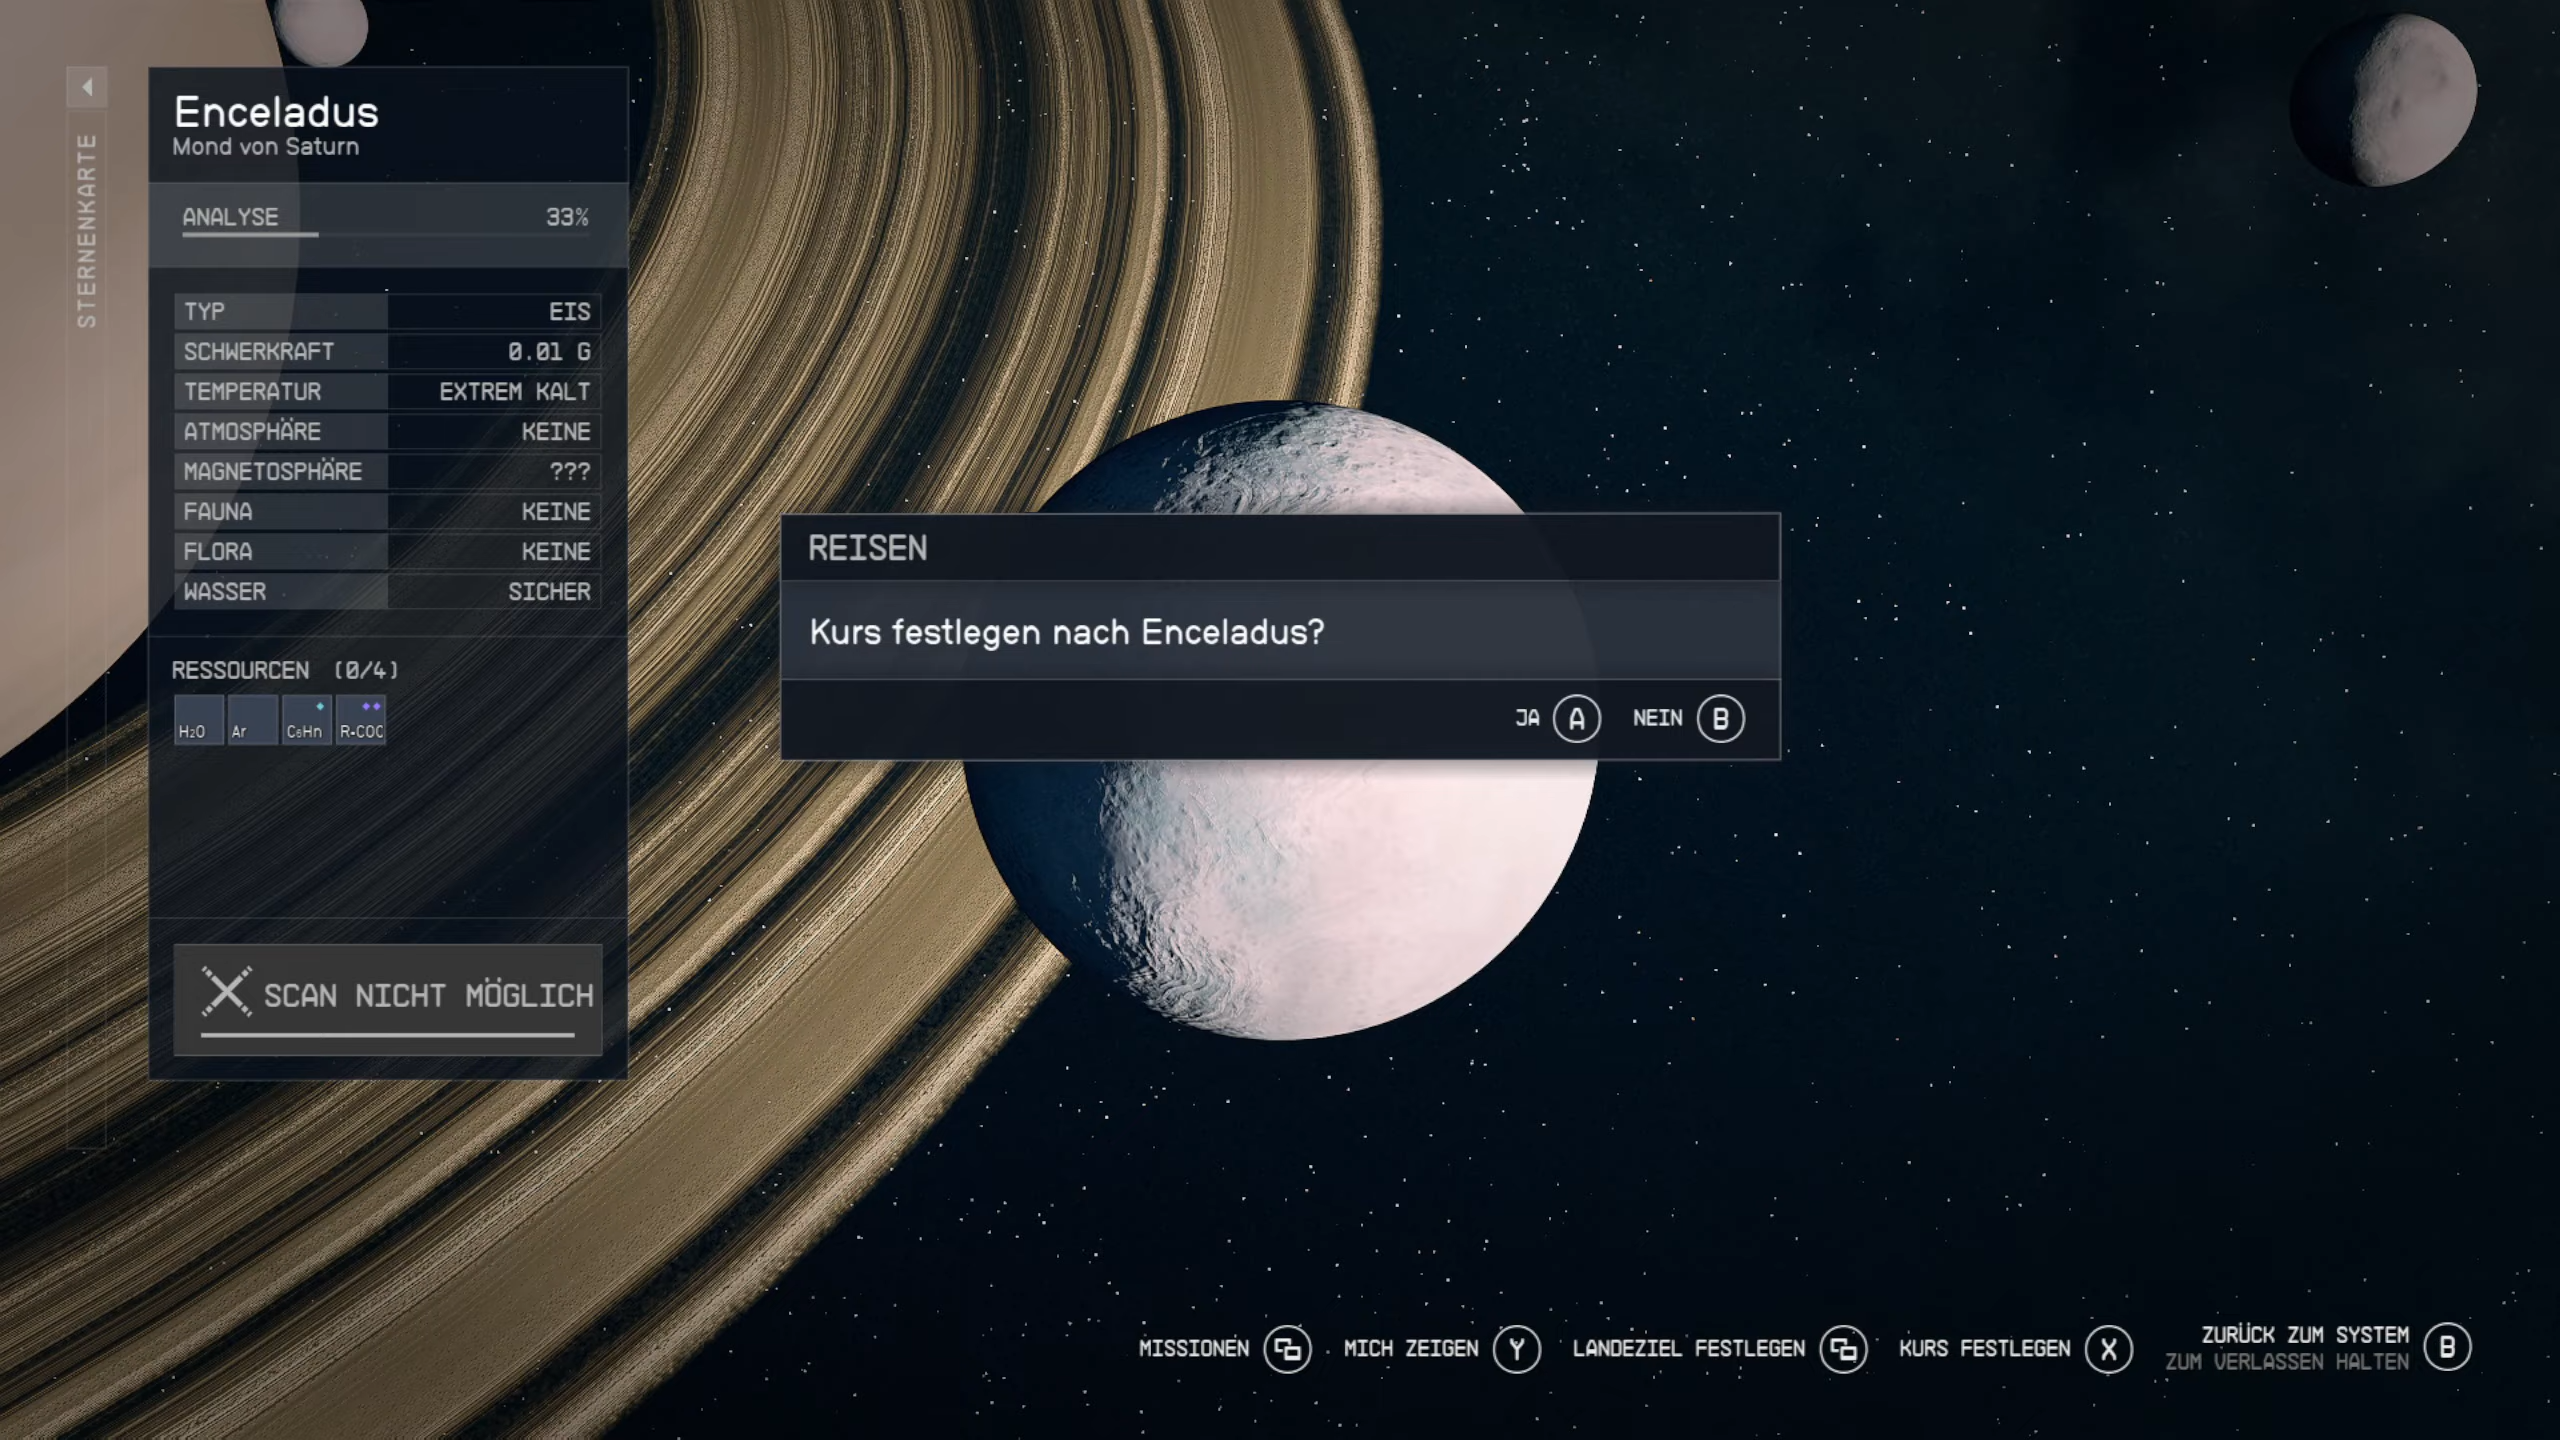 STERNENKARTE
Enceladus
Mond von Saturn
ANALYSE 33%
TYP EIS
SCHWERKRAFT 0.01 G
TEMPERATUR EXTREM KALT
ATMOSPHÄRE KEINE
MAGNETOSPHÄRE ???
FAUNA KEINE
FLORA KEINE
WASSER SICHER
RESSOURCEN (0/4)
H₂O Ar C₆Hn R-COC
SCAN NICHT MÖGLICH
REISEN
Kurs festlegen nach Enceladus?
JA A NEIN B
MISSIONEN MICH ZEIGEN Y LANDEZIEL FESTLEGEN KURS FESTLEGEN X ZURÜCK ZUM SYSTEM B
ZUM VERLASSEN HALTEN